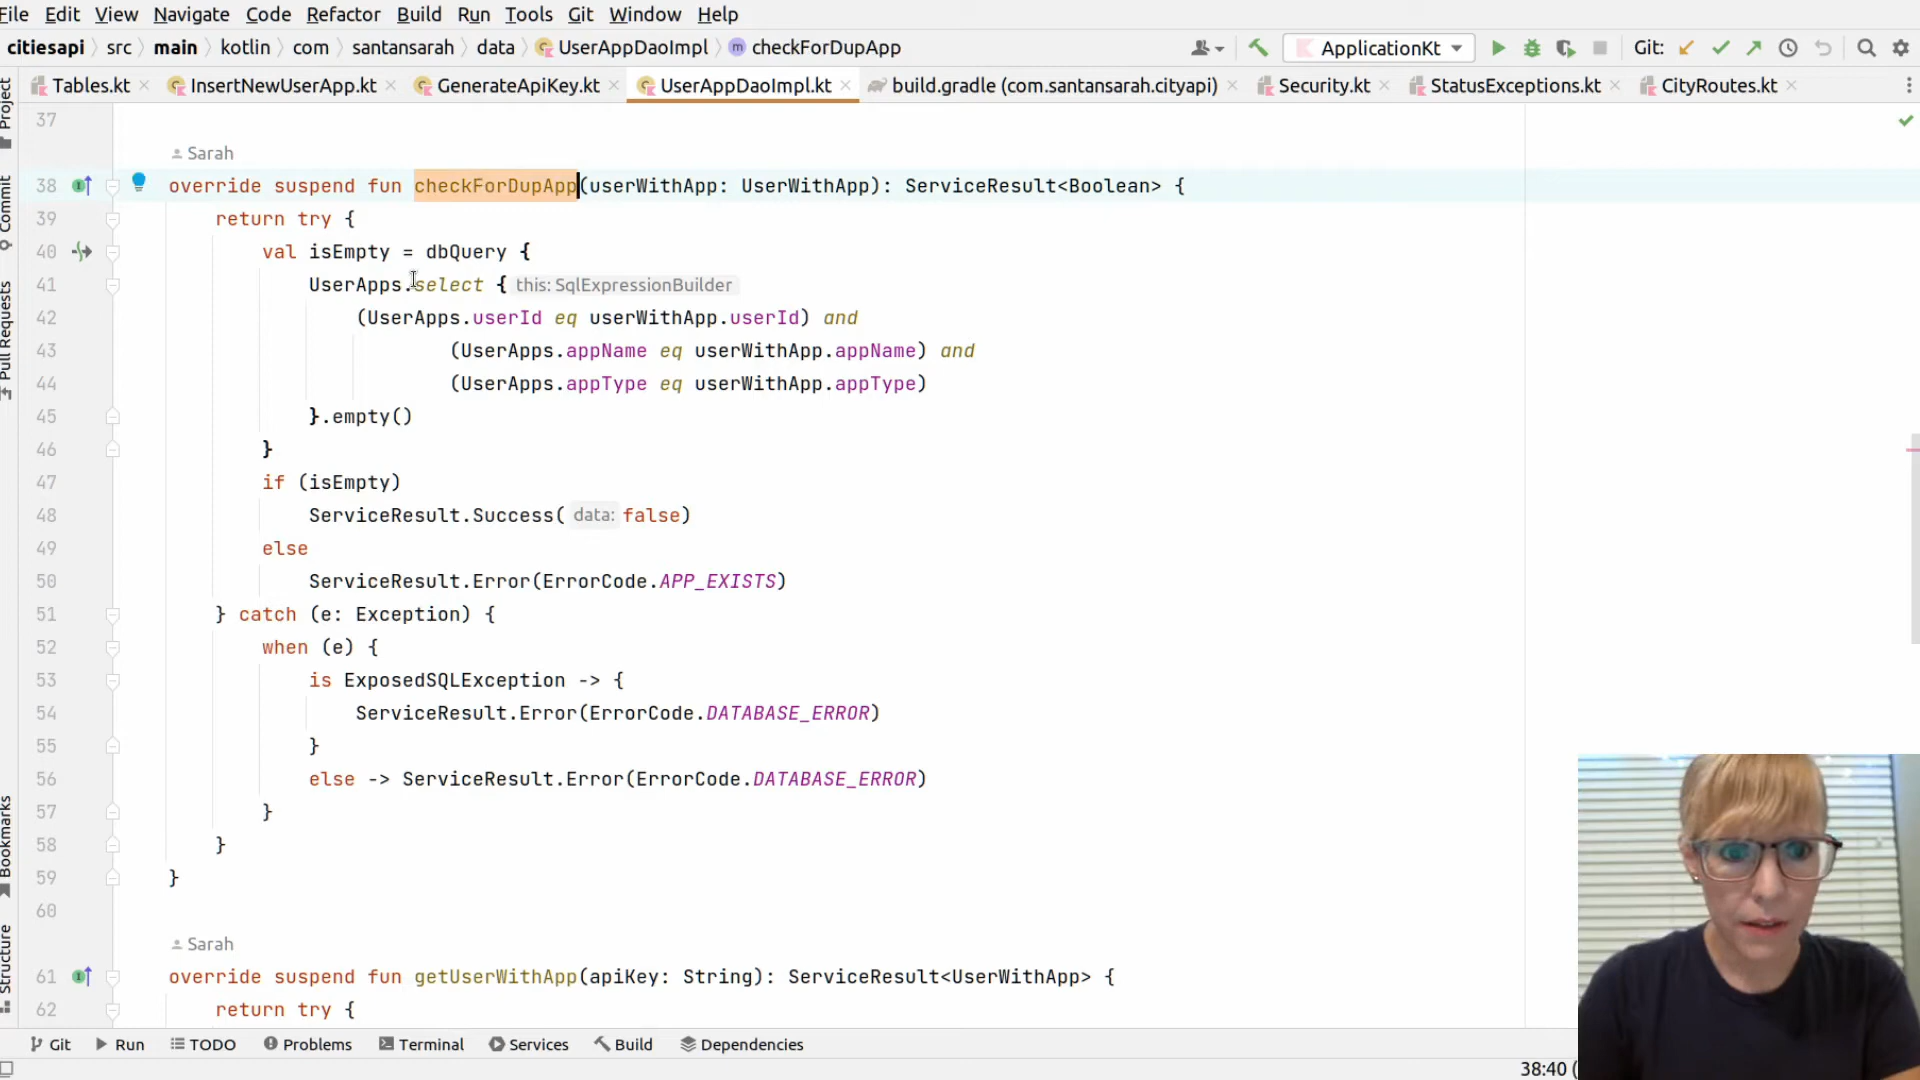 File Edit View Navigate Code Refactor Build Run Tools Git Window Help
citiesapi src main kotlin com santansarah data UserAppDaoImpl checkForDupApp ApplicationKt Git:
Tables.kt InsertNewUserApp.kt GenerateApiKey.kt UserAppDaoImpl.kt build.gradle (com.santansarah.cityapi) Security.kt StatusExceptions.kt CityRoutes.kt
Project
Commit
Pull Requests
Bookmarks
Structure
37
Sarah
38 override suspend fun checkForDupApp(userWithApp: UserWithApp): ServiceResult<Boolean> {
39 return try {
40 val isEmpty = dbQuery {
41 UserApps.select { this: SqlExpressionBuilder
42 (UserApps.userId eq userWithApp.userId) and
43 (UserApps.appName eq userWithApp.appName) and
44 (UserApps.appType eq userWithApp.appType)
45 }.empty()
46 }
47 if (isEmpty)
48 ServiceResult.Success( data: false)
49 else
50 ServiceResult.Error(ErrorCode.APP_EXISTS)
51 } catch (e: Exception) {
52 when (e) {
53 is ExposedSQLException -> {
54 ServiceResult.Error(ErrorCode.DATABASE_ERROR)
55 }
56 else -> ServiceResult.Error(ErrorCode.DATABASE_ERROR)
57 }
58 }
59 }
60
Sarah
61 override suspend fun getUserWithApp(apiKey: String): ServiceResult<UserWithApp> {
62 return try {
Git Run TODO Problems Terminal Services Build Dependencies
38:40 (